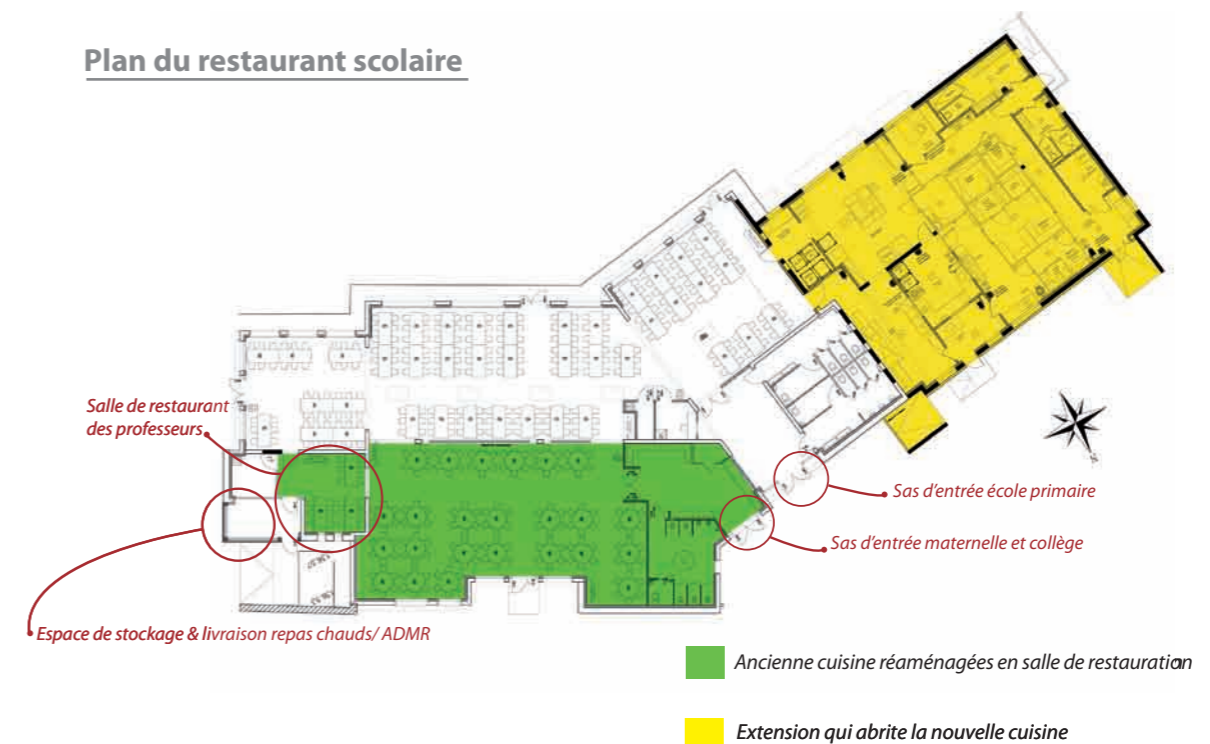 Plan du restaurant scolaire
Salle de restaurant
des professeurs
Sas d'entrée école primaire
Sas d'entrée maternelle et collège
Espace de stockage & livraison repas chauds/ ADMR
Ancienne cuisine réaménagées en salle de restauration
Extension qui abrite la nouvelle cuisine